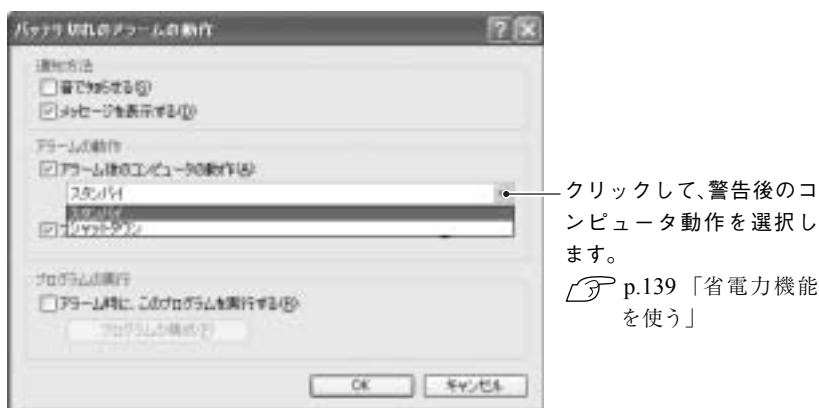 バッテリ切れのアラームの動作
通知方法
音で知らせる(S)
メッセージを表示する(D)
アラームの動作
アラーム後のコンピュータの動作(A)
スタンバイ
スタンバイ
シャットダウン
プログラムの実行
アラーム時に、このプログラムを実行する(R)
プログラムの構成(P)
OK キャンセル
クリックして、警告後のコ
ンピュータ動作を選択し
ます。
p.139「省電力機能
を使う」